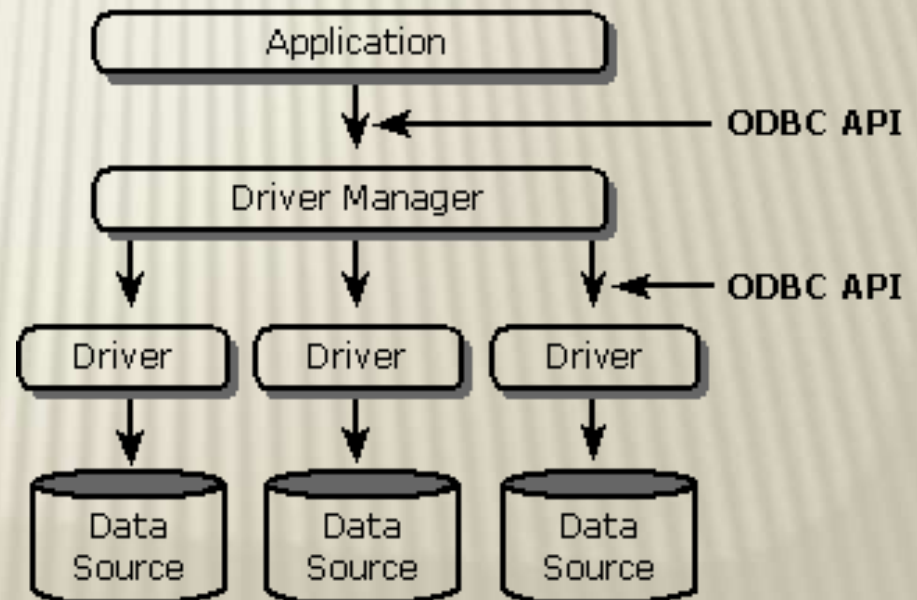 Application
ODBC API
Driver Manager
ODBC API
Driver
Driver
Driver
Data
Source
Data
Source
Data
Source